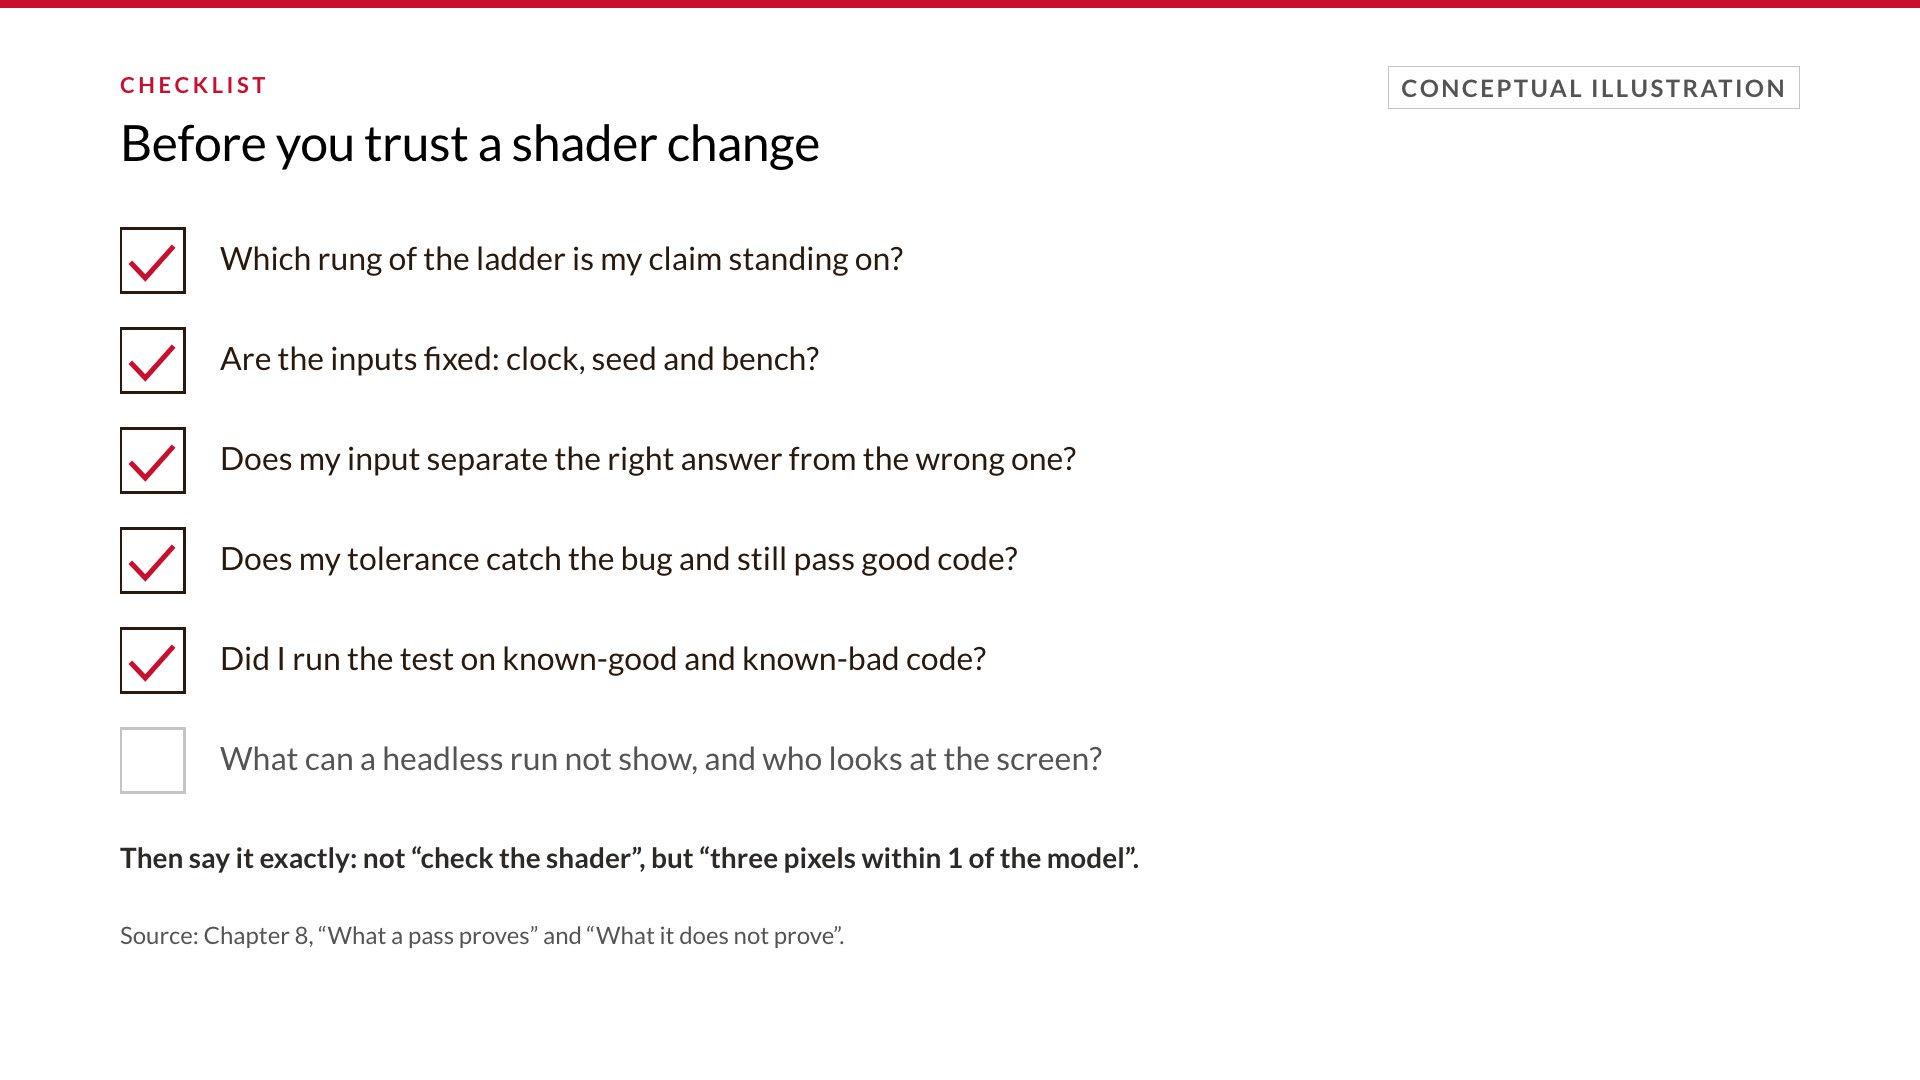 CHECKLIST
CONCEPTUAL ILLUSTRATION
Before you trust a shader change
Which rung of the ladder is my claim standing on?
Are the inputs fixed: clock, seed and bench?
Does my input separate the right answer from the wrong one?
Does my tolerance catch the bug and still pass good code?
Did I run the test on known-good and known-bad code?
What can a headless run not show, and who looks at the screen?
Then say it exactly: not “check the shader”, but “three pixels within 1 of the model”.
Source: Chapter 8, “What a pass proves” and “What it does not prove”.